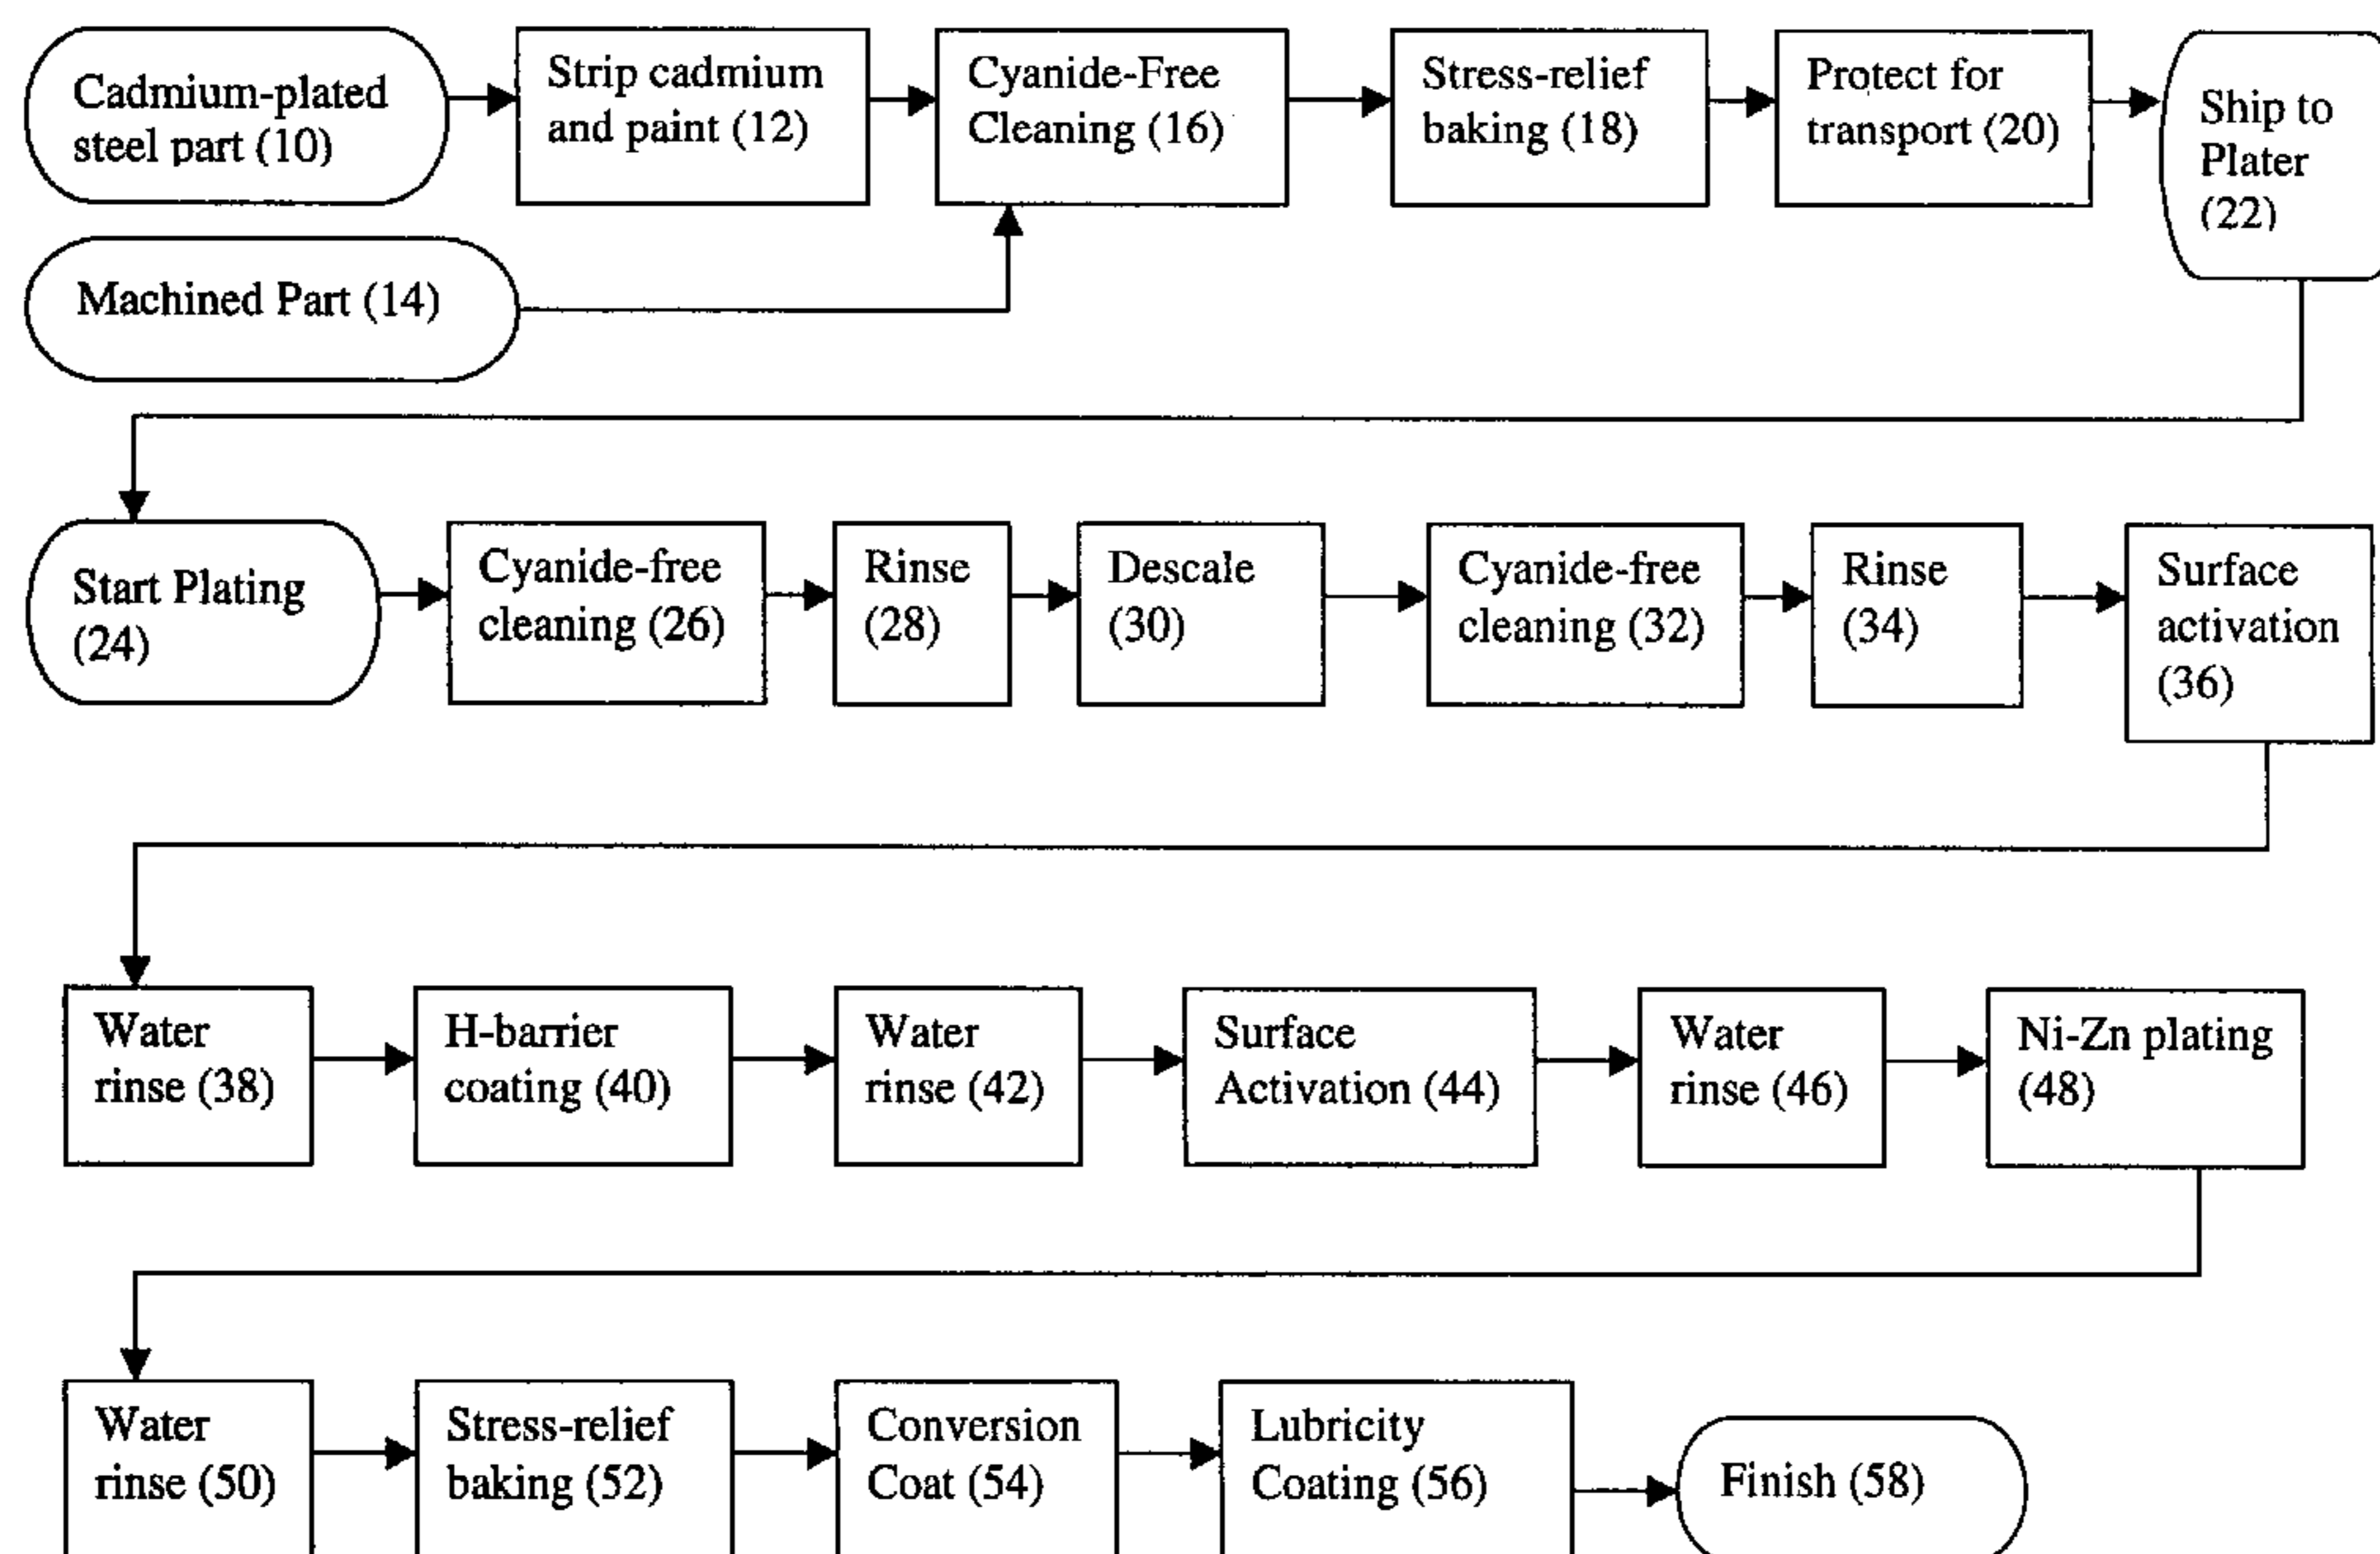 Cadmium-plated
steel part (10)
Strip cadmium
and paint (12)
Cyanide-Free
Cleaning (16)
Stress-relief
baking (18)
Protect for
transport (20)
Ship to
Plater
(22)
Machined Part (14)
Start Plating
(24)
Cyanide-free
cleaning (26)
Rinse
(28)
Descale
(30)
Cyanide-free
cleaning (32)
Rinse
(34)
Surface
activation
(36)
Water
rinse (38)
H-barrier
coating (40)
Water
rinse (42)
Surface
Activation (44)
Water
rinse (46)
Ni-Zn plating
(48)
Water
rinse (50)
Stress-relief
baking (52)
Conversion
Coat (54)
Lubricity
Coating (56)
Finish (58)